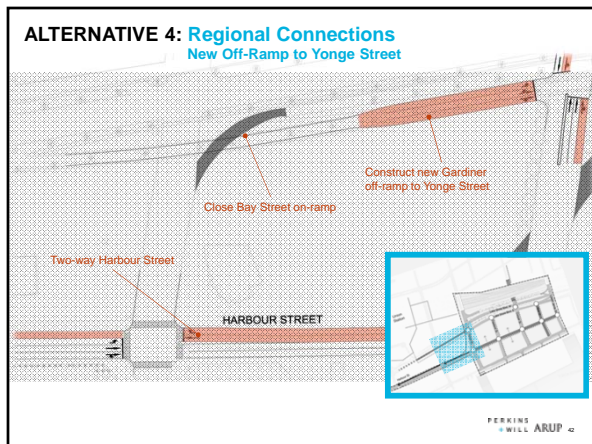 ALTERNATIVE 4: Regional Connections
New Off-Ramp to Yonge Street
Construct new Gardiner
off-ramp to Yonge Street
Close Bay Street on-ramp
Two-way Harbour Street
HARBOUR STREET
PERKINS
+WILL ARUP 42